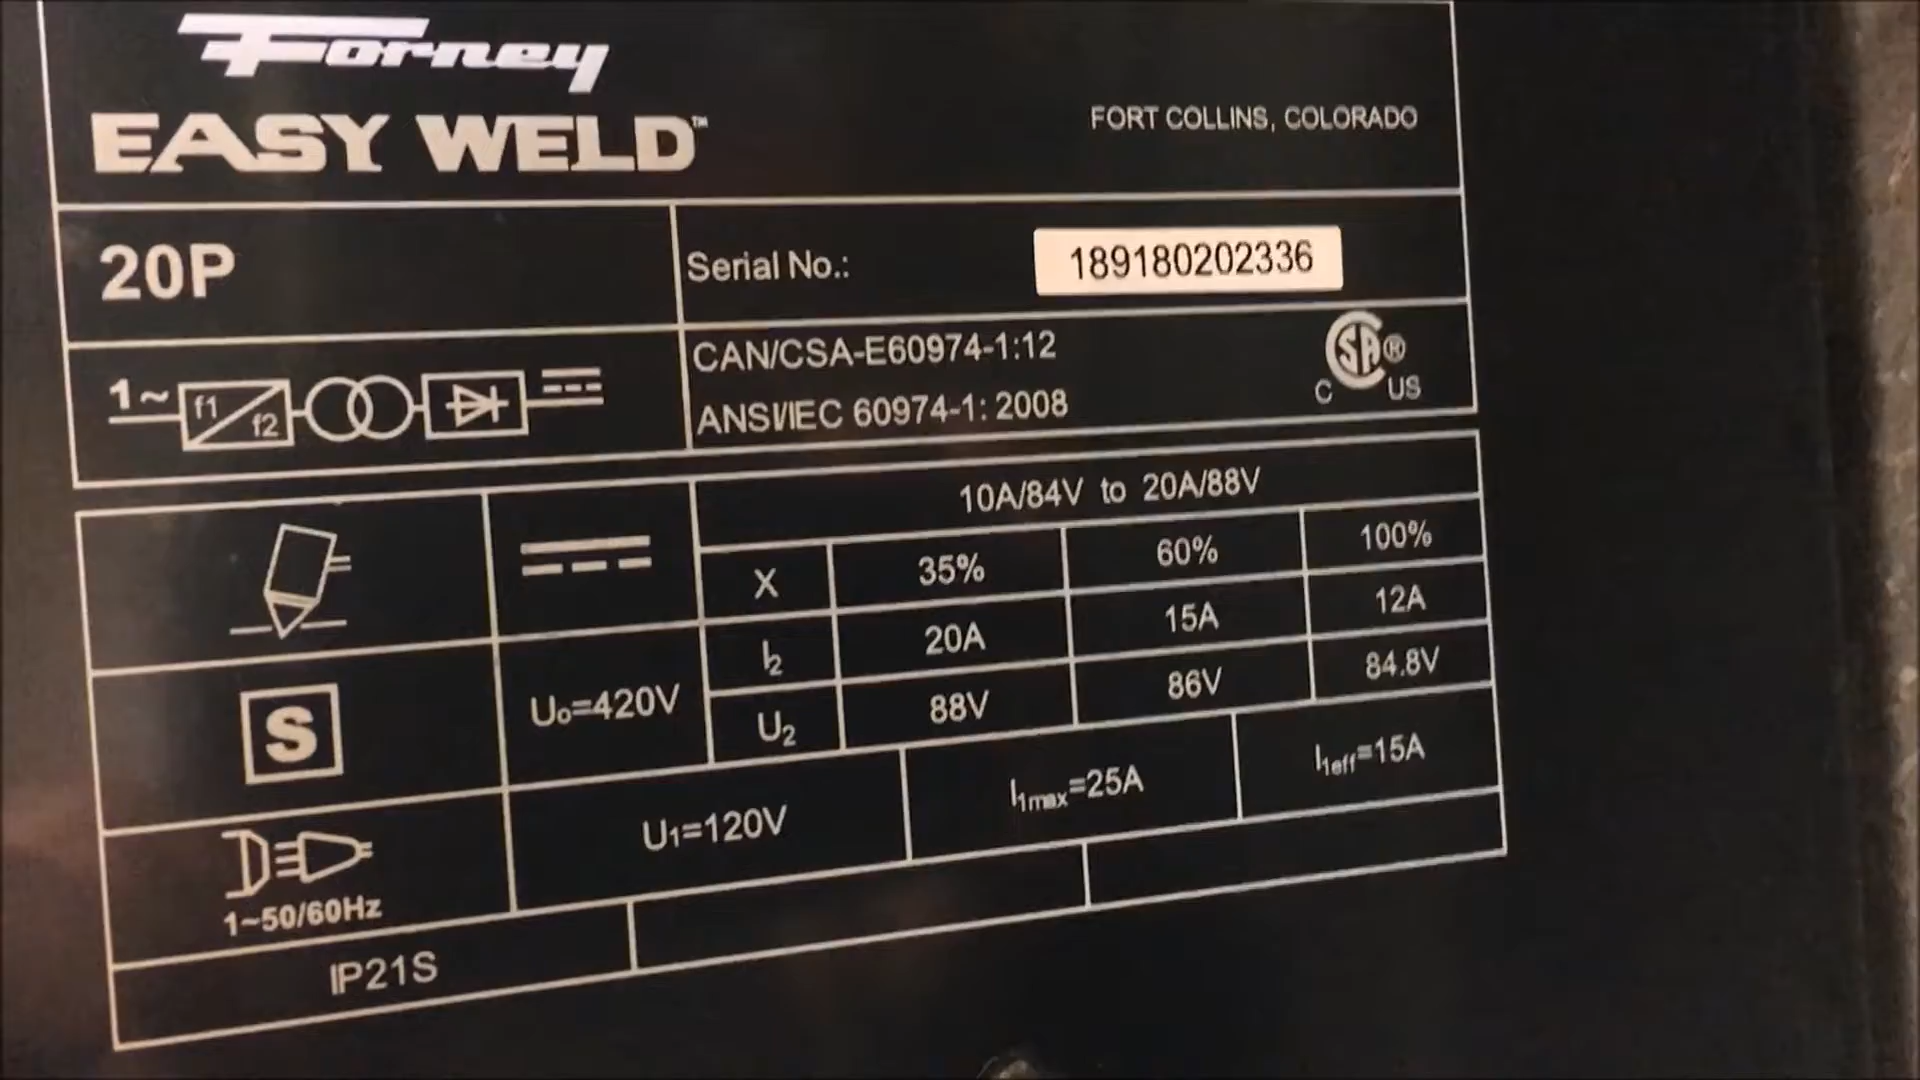 Forney
EASY WELD™
FORT COLLINS, COLORADO
20P
Serial No.: 189180202336
1~ f1 f2
CAN/CSA-E60974-1:12
ANSI/IEC 60974-1: 2008
CSA® C US
10A/84V to 20A/88V
X 35% 60% 100%
I2 20A 15A 12A
U2 88V 86V 84.8V
S
U0=420V
1~50/60Hz
U1=120V I1max=25A I1eff=15A
IP21S